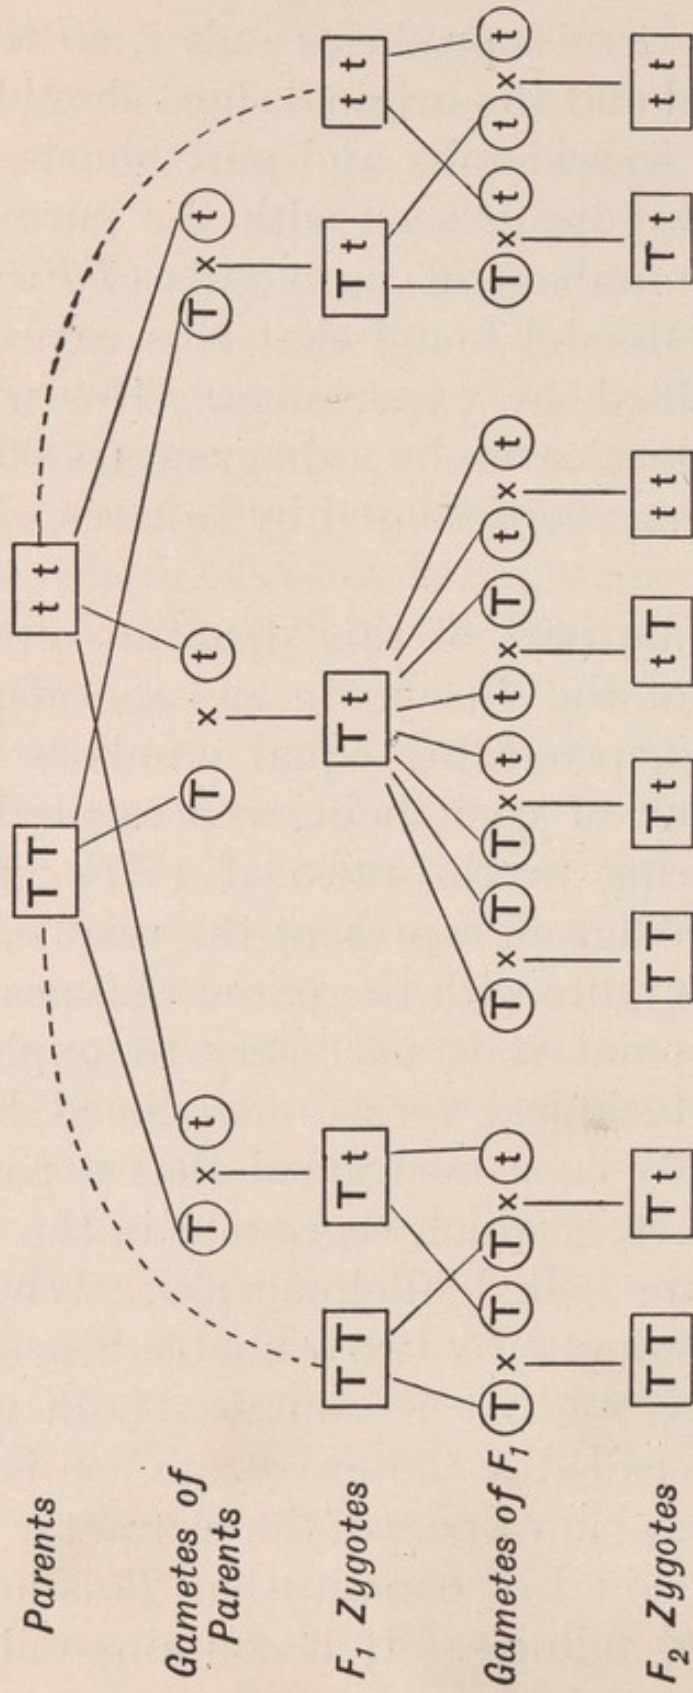 Parents TT tt
Gametes of
Parents T x t T x t T x t
F1 Zygotes TT Tt Tt Tt tt
Gametes of F1 T x T T x t T x T T x t t x T t x t T x t t x t
F2 Zygotes TT Tt TT Tt tT tt Tt tt